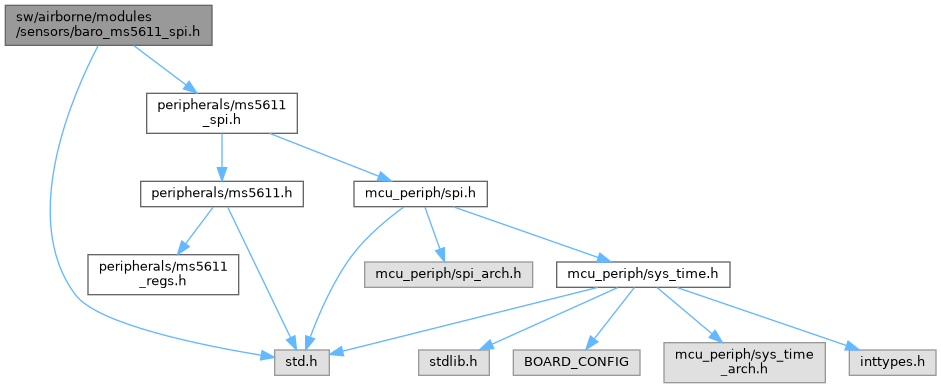 sw/airborne/modules
/sensors/baro_ms5611_spi.h
peripherals/ms5611
_spi.h
peripherals/ms5611.h
mcu_periph/spi.h
peripherals/ms5611
_regs.h
mcu_periph/spi_arch.h
mcu_periph/sys_time.h
std.h
stdlib.h
BOARD_CONFIG
mcu_periph/sys_time
_arch.h
inttypes.h